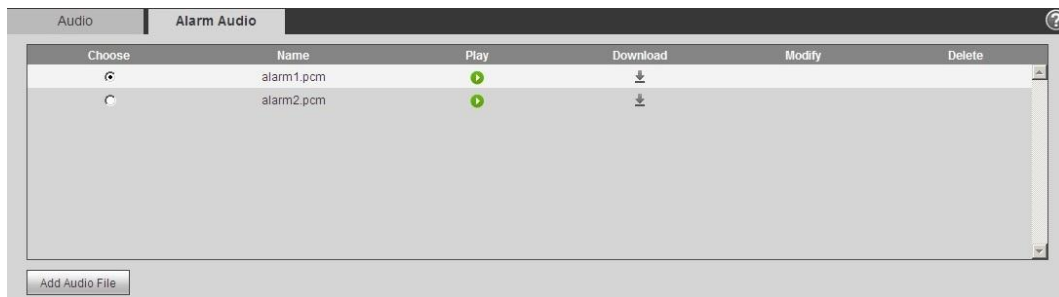 Audio Alarm Audio ?
Choose Name Play Download Modify Delete
alarm1.pcm
alarm2.pcm
Add Audio File